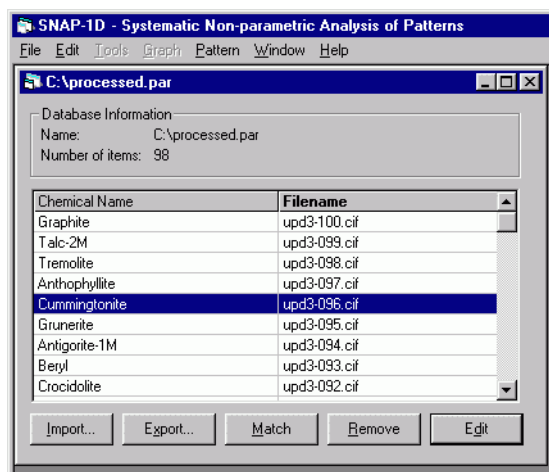 SNAP-1D - Systematic Non-parametric Analysis of Patterns
File Edit Tools Graph Pattern Window Help
C:\processed.par
Database Information
Name: C:\processed.par
Number of items: 98
Chemical Name Filename
Graphite upd3-100.cif
Talc-2M upd3-099.cif
Tremolite upd3-098.cif
Anthophyllite upd3-097.cif
Cummingtonite upd3-096.cif
Grunerite upd3-095.cif
Antigorite-1M upd3-094.cif
Beryl upd3-093.cif
Crocidolite upd3-092.cif
Import... Export... Match Remove Edit